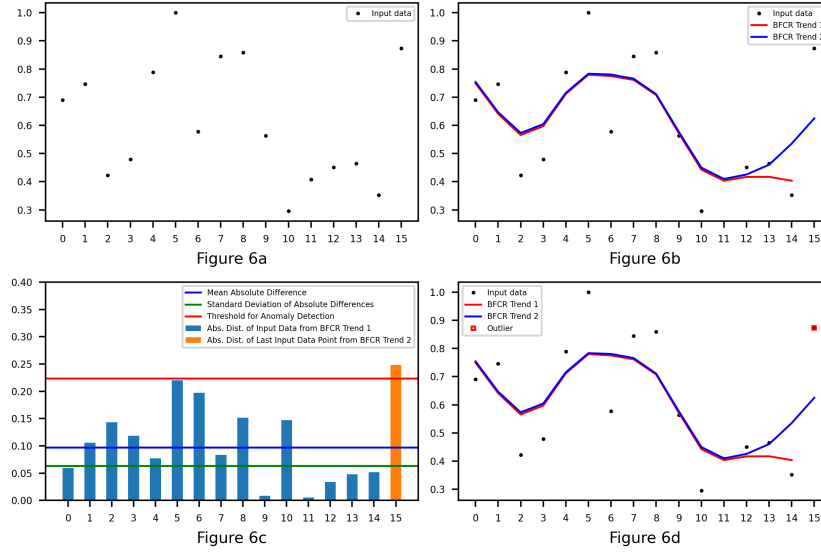 1.0
0.9
0.8
0.7
0.6
0.5
0.4
0.3
Input data
0 1 2 3 4 5 6 7 8 9 10 11 12 13 14 15
Figure 6a
1.0
0.9
0.8
0.7
0.6
0.5
0.4
0.3
Input data
BFCR Trend 1
BFCR Trend 2
0 1 2 3 4 5 6 7 8 9 10 11 12 13 14 15
Figure 6b
0.40
0.35
0.30
0.25
0.20
0.15
0.10
0.05
0.00
Mean Absolute Difference
Standard Deviation of Absolute Differences
Threshold for Anomaly Detection
Abs. Dist. of Input Data from BFCR Trend 1
Abs. Dist. of Last Input Data Point from BFCR Trend 2
0 1 2 3 4 5 6 7 8 9 10 11 12 13 14 15
Figure 6c
1.0
0.9
0.8
0.7
0.6
0.5
0.4
0.3
Input data
BFCR Trend 1
BFCR Trend 2
Outlier
0 1 2 3 4 5 6 7 8 9 10 11 12 13 14 15
Figure 6d